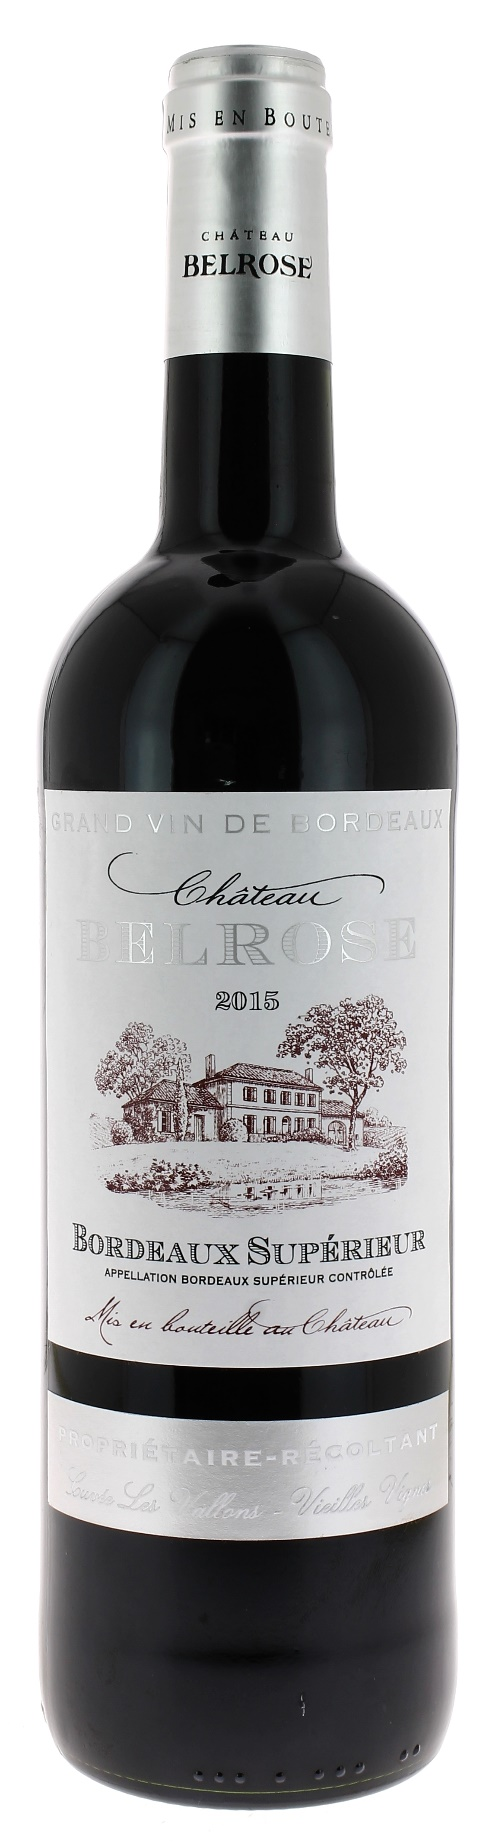 MIS EN BOUTE
CHÂTEAU
BELROSE
GRAND VIN DE BORDEAUX
Château
BELROSE
2015
BORDEAUX SUPÉRIEUR
APPELLATION BORDEAUX SUPÉRIEUR CONTRÔLÉE
Mis en bouteille au Château
PROPRIÉTAIRE-RÉCOLTANT
Cuvée Les Vallons - Vieilles Vignes